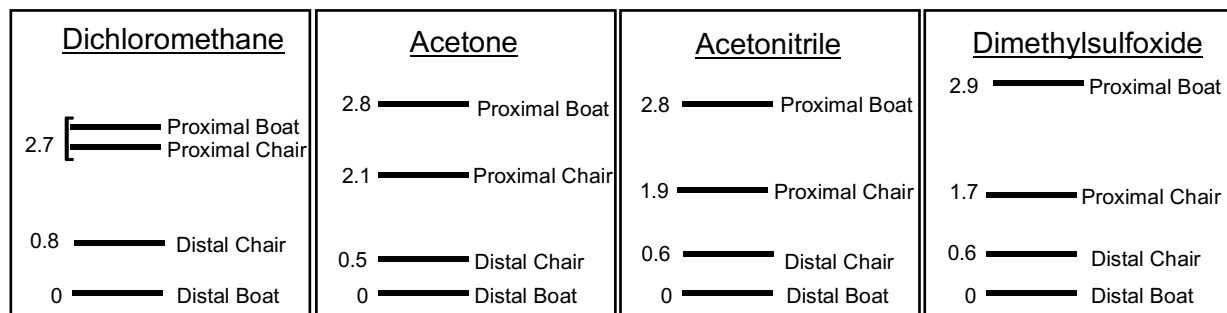 Dichloromethane
Proximal Boat
2.7
Proximal Chair
0.8 Distal Chair
0 Distal Boat
Acetone
2.8 Proximal Boat
2.1 Proximal Chair
0.5 Distal Chair
0 Distal Boat
Acetonitrile
2.8 Proximal Boat
1.9 Proximal Chair
0.6 Distal Chair
0 Distal Boat
Dimethylsulfoxide
2.9 Proximal Boat
1.7 Proximal Chair
0.6 Distal Chair
0 Distal Boat